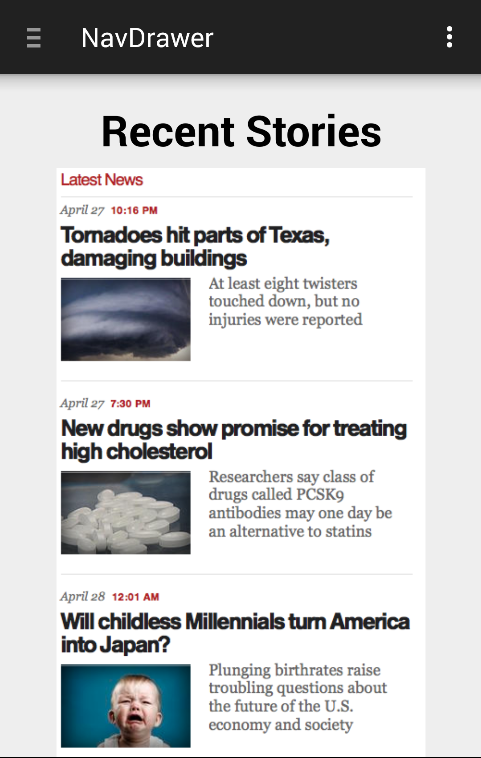 NavDrawer
Recent Stories
Latest News
April 27 10:16 PM
Tornadoes hit parts of Texas,
damaging buildings
At least eight twisters
touched down, but no
injuries were reported
April 27 7:30 PM
New drugs show promise for treating
high cholesterol
Researchers say class of
drugs called PCSK9
antibodies may one day be
an alternative to statins
April 28 12:01 AM
Will childless Millennials turn America
into Japan?
Plunging birthrates raise
troubling questions about
the future of the U.S.
economy and society